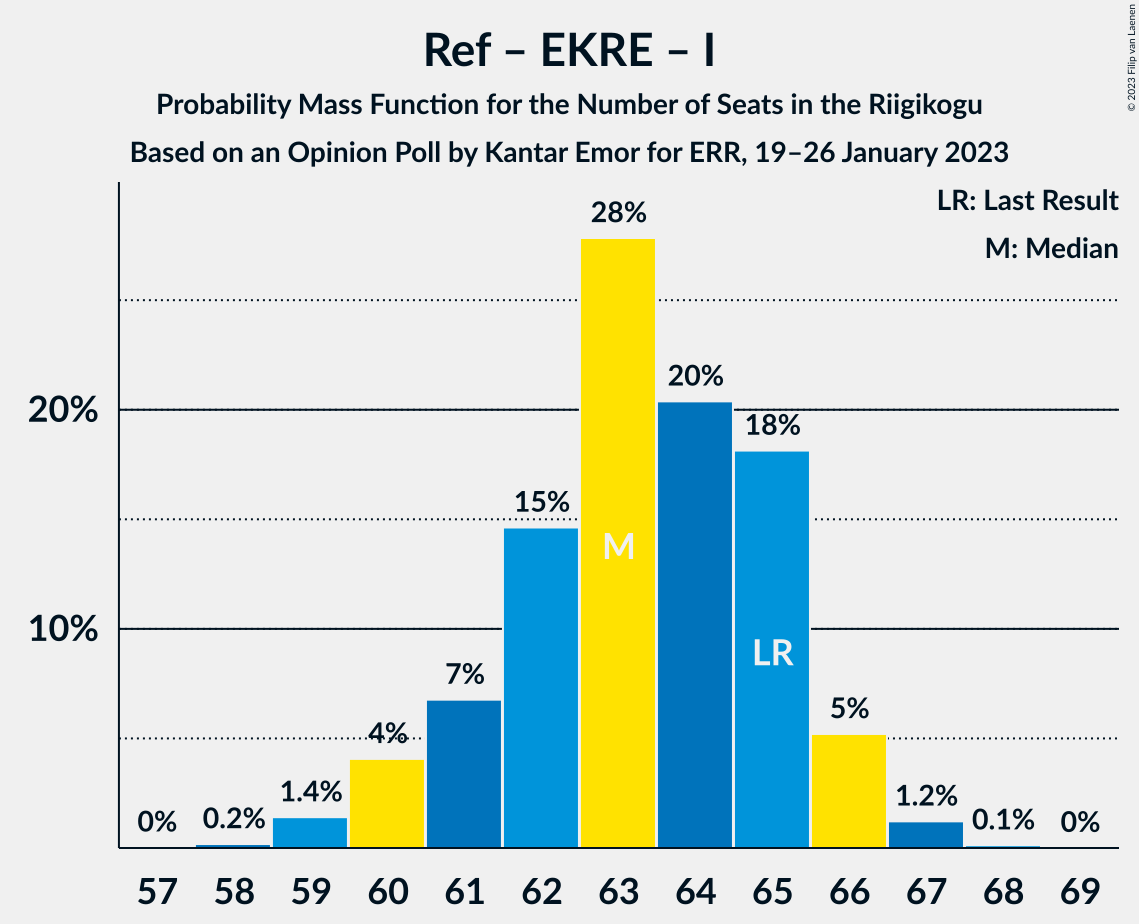 Ref – EKRE – I
Probability Mass Function for the Number of Seats in the Riigikogu
Based on an Opinion Poll by Kantar Emor for ERR, 19–26 January 2023
© 2023 Filip van Laenen
LR: Last Result
M: Median
20%
10%
0%
0.2%
1.4%
4%
7%
15%
28%
20%
18%
5%
1.2%
0.1%
0%
M
LR
57 58 59 60 61 62 63 64 65 66 67 68 69